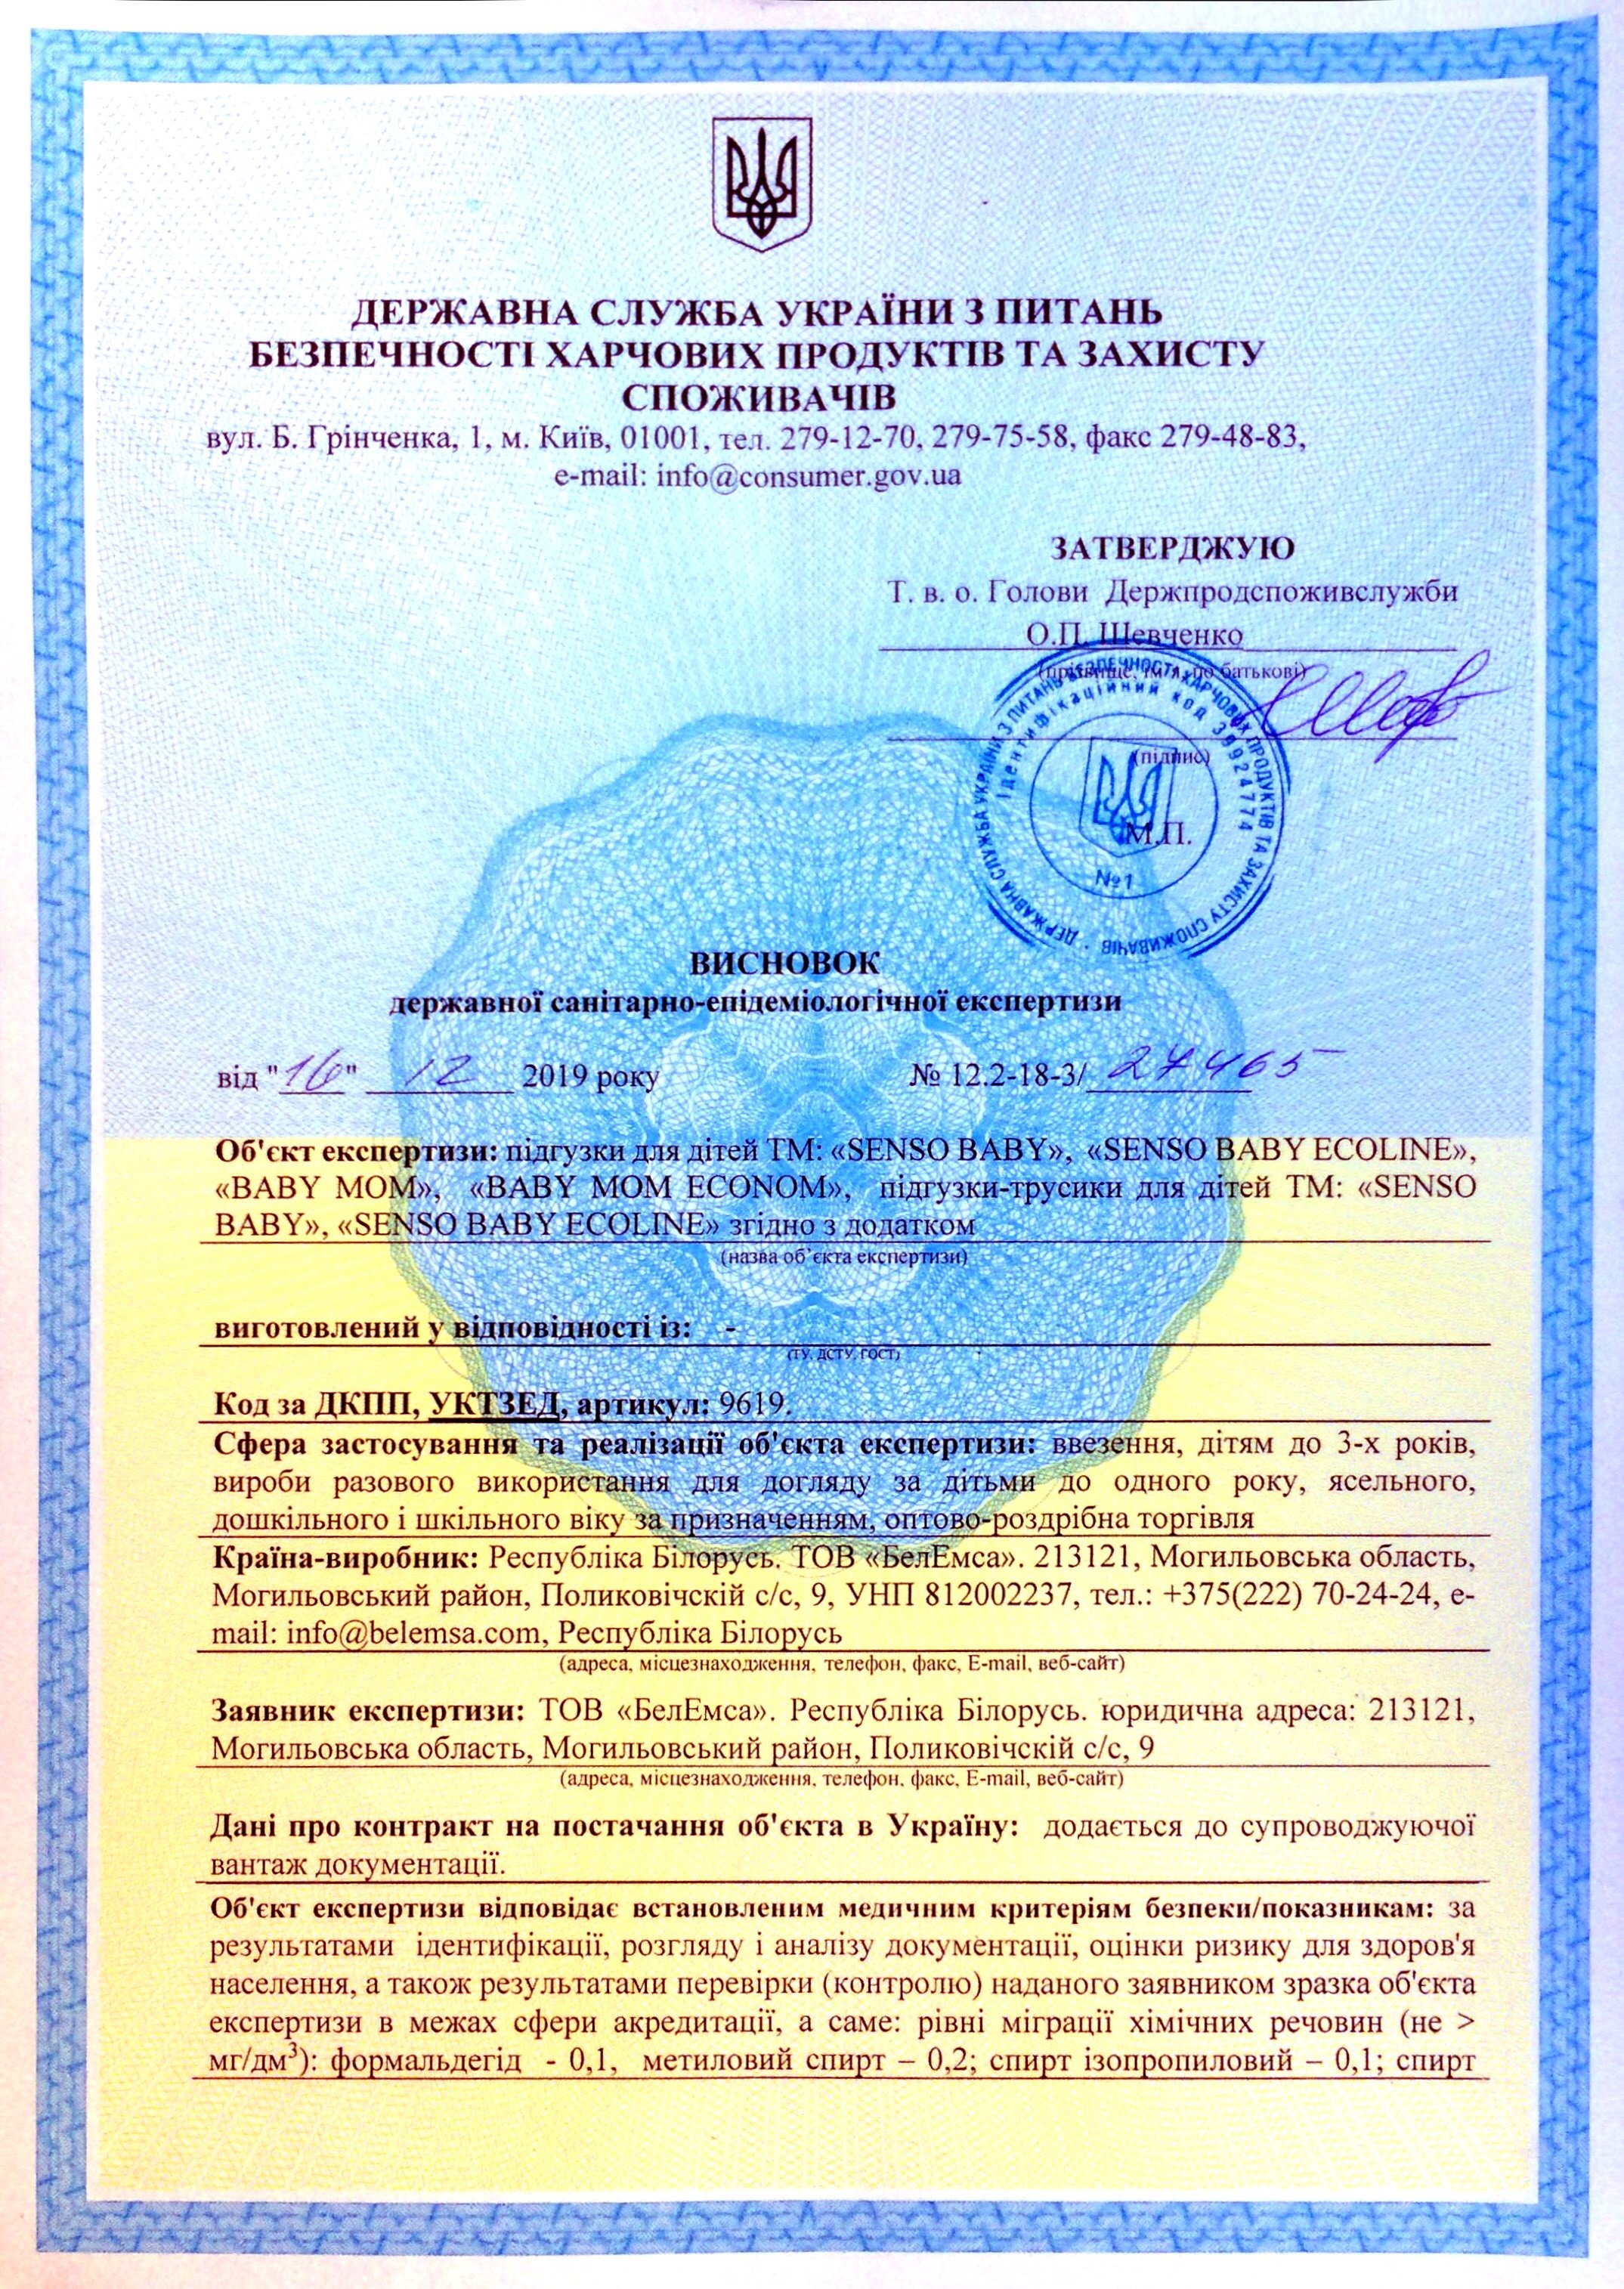 ДЕРЖАВНА СЛУЖБА УКРАЇНИ З ПИТАНЬ
БЕЗПЕЧНОСТІ ХАРЧОВИХ ПРОДУКТІВ ТА ЗАХИСТУ
СПОЖИВАЧІВ
вул. Б. Грінченка, 1, м. Київ, 01001, тел. 279-12-70, 279-75-58, факс 279-48-83,
e-mail: info@consumer.gov.ua
ЗАТВЕРДЖУЮ
Т. в. о. Голови Держпродспоживслужби
О.П. Шевченко
(прізвище, ім'я, по батькові)
(підпис)
М.П.
ДЕРЖАВНА СЛУЖБА УКРАЇНИ З ПИТАНЬ БЕЗПЕЧНОСТІ ХАРЧОВИХ ПРОДУКТІВ ТА ЗАХИСТУ СПОЖИВАЧІВ
Ідентифікаційний код 39924774
№1
ВИСНОВОК
державної санітарно-епідеміологічної експертизи
від "16" 12 2019 року № 12.2-18-3/ 27465
Об'єкт експертизи: підгузки для дітей ТМ: «SENSO BABY», «SENSO BABY ECOLINE»,
«BABY MOM», «BABY MOM ECONOM», підгузки-трусики для дітей ТМ: «SENSO
BABY», «SENSO BABY ECOLINE» згідно з додатком
(назва об'єкта експертизи)
виготовлений у відповідності із: -
(ТУ, ДСТУ, ГОСТ)
Код за ДКПП, УКТЗЕД, артикул: 9619.
Сфера застосування та реалізації об'єкта експертизи: ввезення, дітям до 3-х років,
вироби разового використання для догляду за дітьми до одного року, ясельного,
дошкільного і шкільного віку за призначенням, оптово-роздрібна торгівля
Країна-виробник: Республіка Білорусь. ТОВ «БелЕмса». 213121, Могильовська область,
Могильовський район, Поликовічскій с/с, 9, УНП 812002237, тел.: +375(222) 70-24-24, e-
mail: info@belemsa.com, Республіка Білорусь
(адреса, місцезнаходження, телефон, факс, E-mail, веб-сайт)
Заявник експертизи: ТОВ «БелЕмса». Республіка Білорусь. юридична адреса: 213121,
Могильовська область, Могильовський район, Поликовічскій с/с, 9
(адреса, місцезнаходження, телефон, факс, E-mail, веб-сайт)
Дані про контракт на постачання об'єкта в Україну: додається до супроводжуючої
вантаж документації.
Об'єкт експертизи відповідає встановленим медичним критеріям безпеки/показникам: за
результатами ідентифікації, розгляду і аналізу документації, оцінки ризику для здоров'я
населення, а також результатами перевірки (контролю) наданого заявником зразка об'єкта
експертизи в межах сфери акредитації, а саме: рівні міграції хімічних речовин (не >
мг/дм³): формальдегід - 0,1, метиловий спирт – 0,2; спирт ізопропиловий – 0,1; спирт